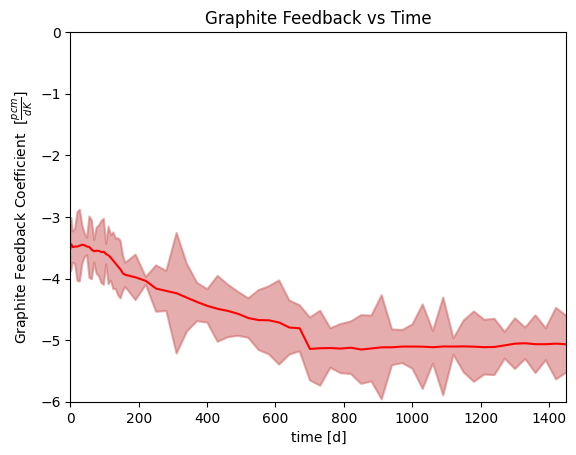 Graphite Feedback vs Time
Graphite Feedback Coefficient [pcm/dK]
0
−1
−2
−3
−4
−5
−6
0 200 400 600 800 1000 1200 1400
time [d]